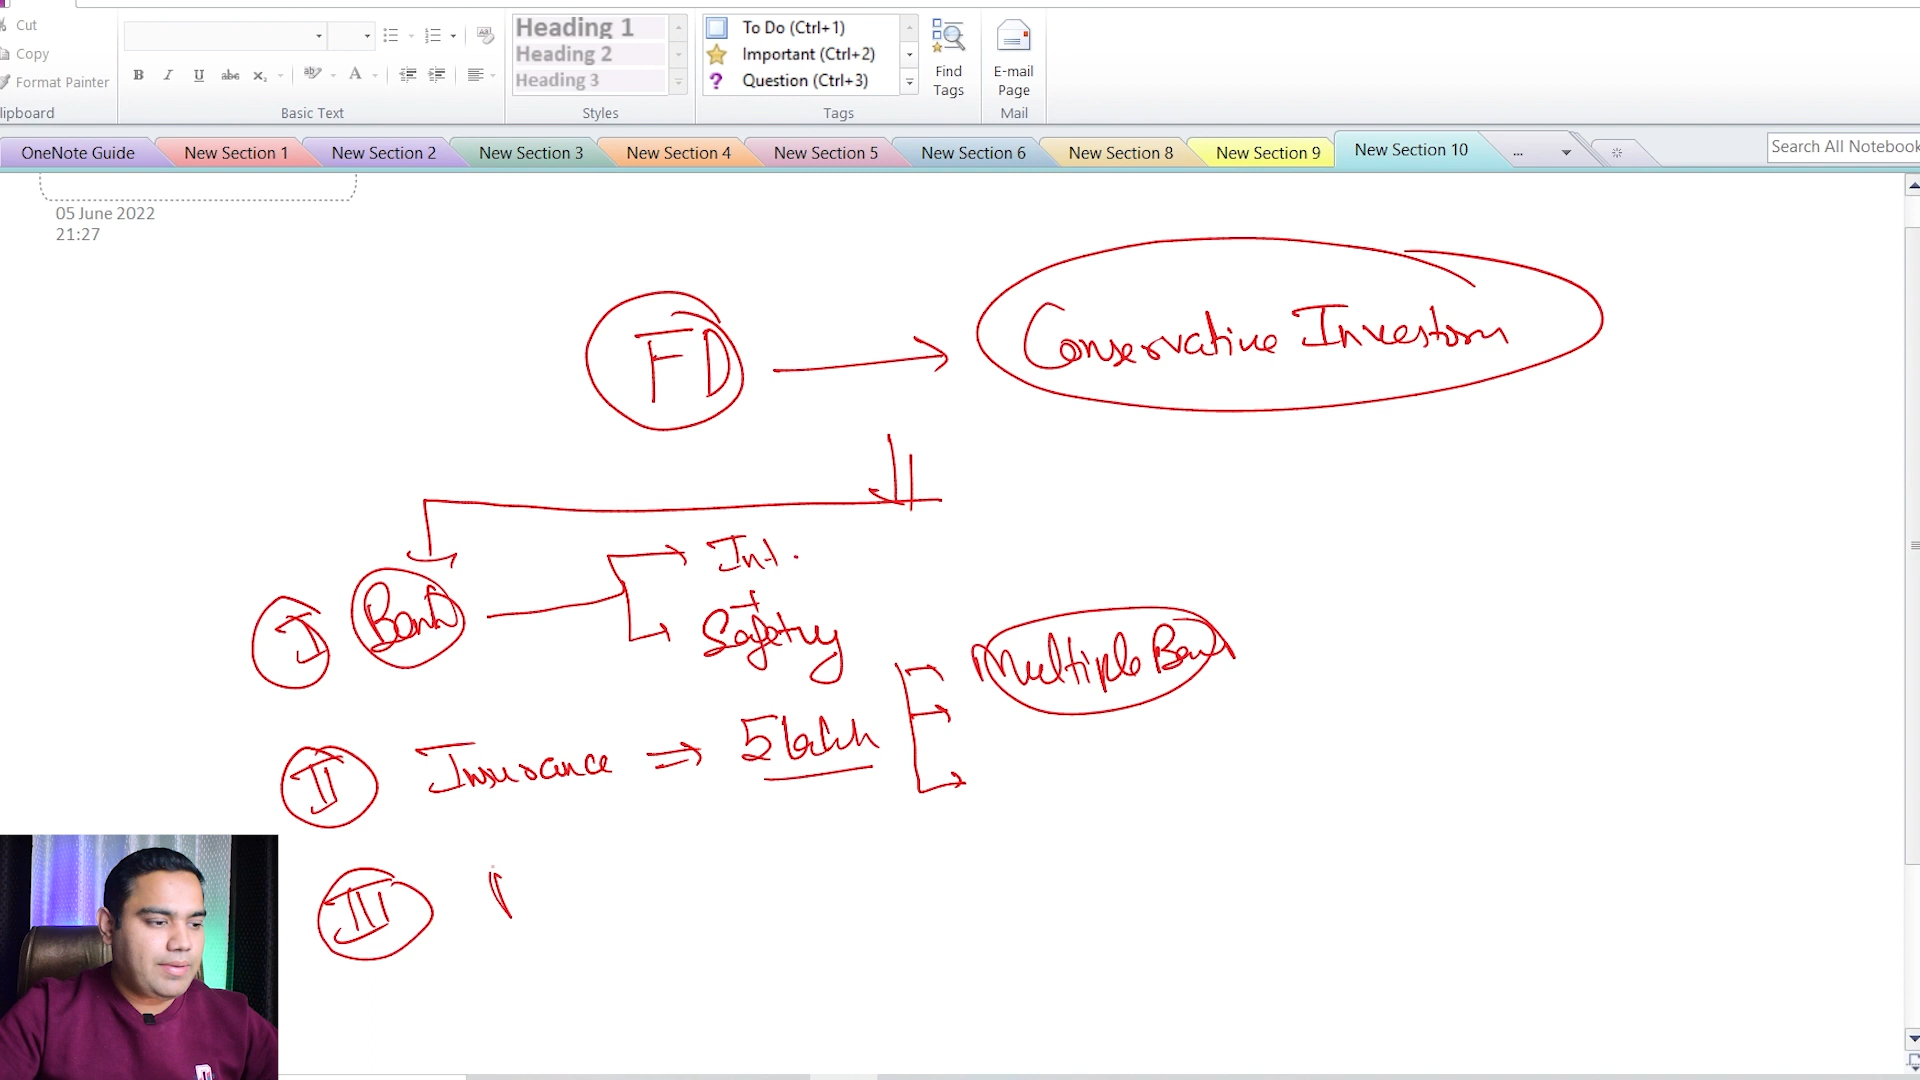 Cut
Copy
Format Painter
lipboard
B I U abc x₂ A
Basic Text
Heading 1
Heading 2
Heading 3
Styles
To Do (Ctrl+1)
Important (Ctrl+2)
Question (Ctrl+3)
Tags
Find
Tags
E-mail
Page
Mail
OneNote Guide New Section 1 New Section 2 New Section 3 New Section 4 New Section 5 New Section 6 New Section 8 New Section 9 New Section 10 ... Search All Notebook
05 June 2022
21:27
FD Conservative Investors
I Bank Int.
+
Safety
Multiple Bank
II Insurance ⇒ 5 lakh
III